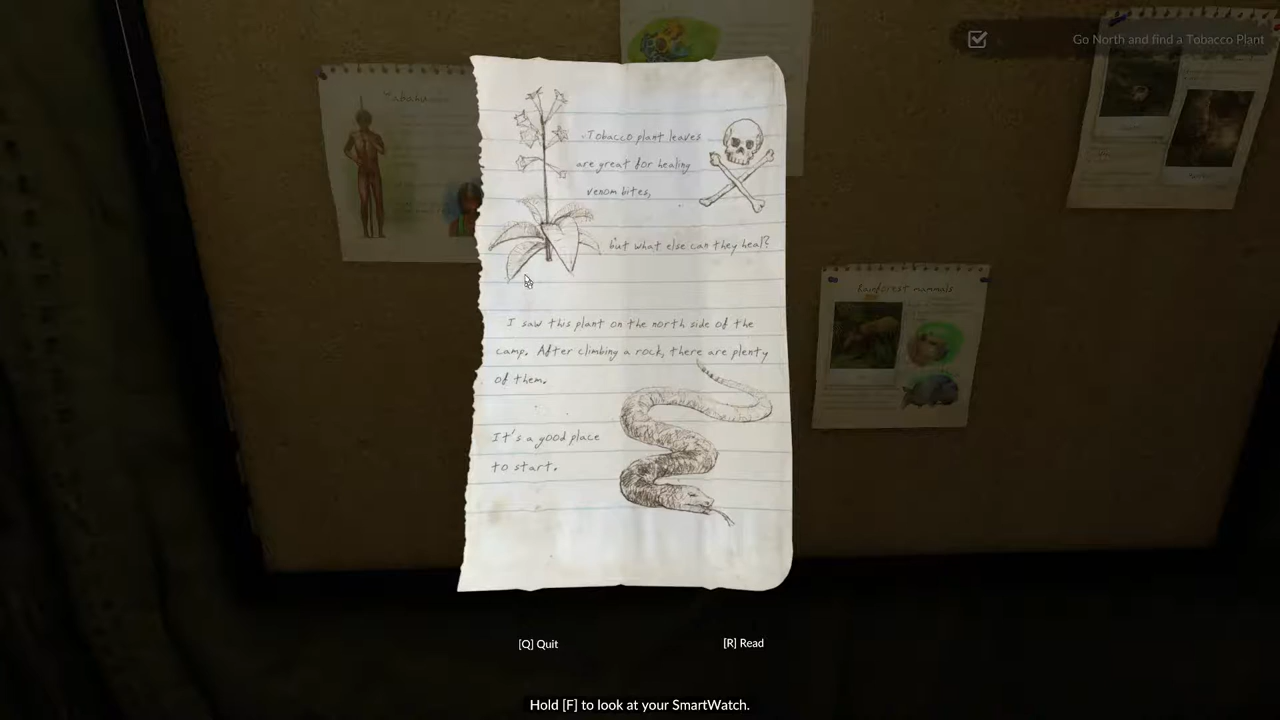 Go North and find a Tobacco Plant
Rainforest mammals
-Tobacco plant leaves
are great for healing
venom bites,
but what else can they heal?
I saw this plant on the north side of the
camp. After climbing a rock, there are plenty
of them.
It's a good place
to start.
[Q] Quit
[R] Read
Hold [F] to look at your SmartWatch.